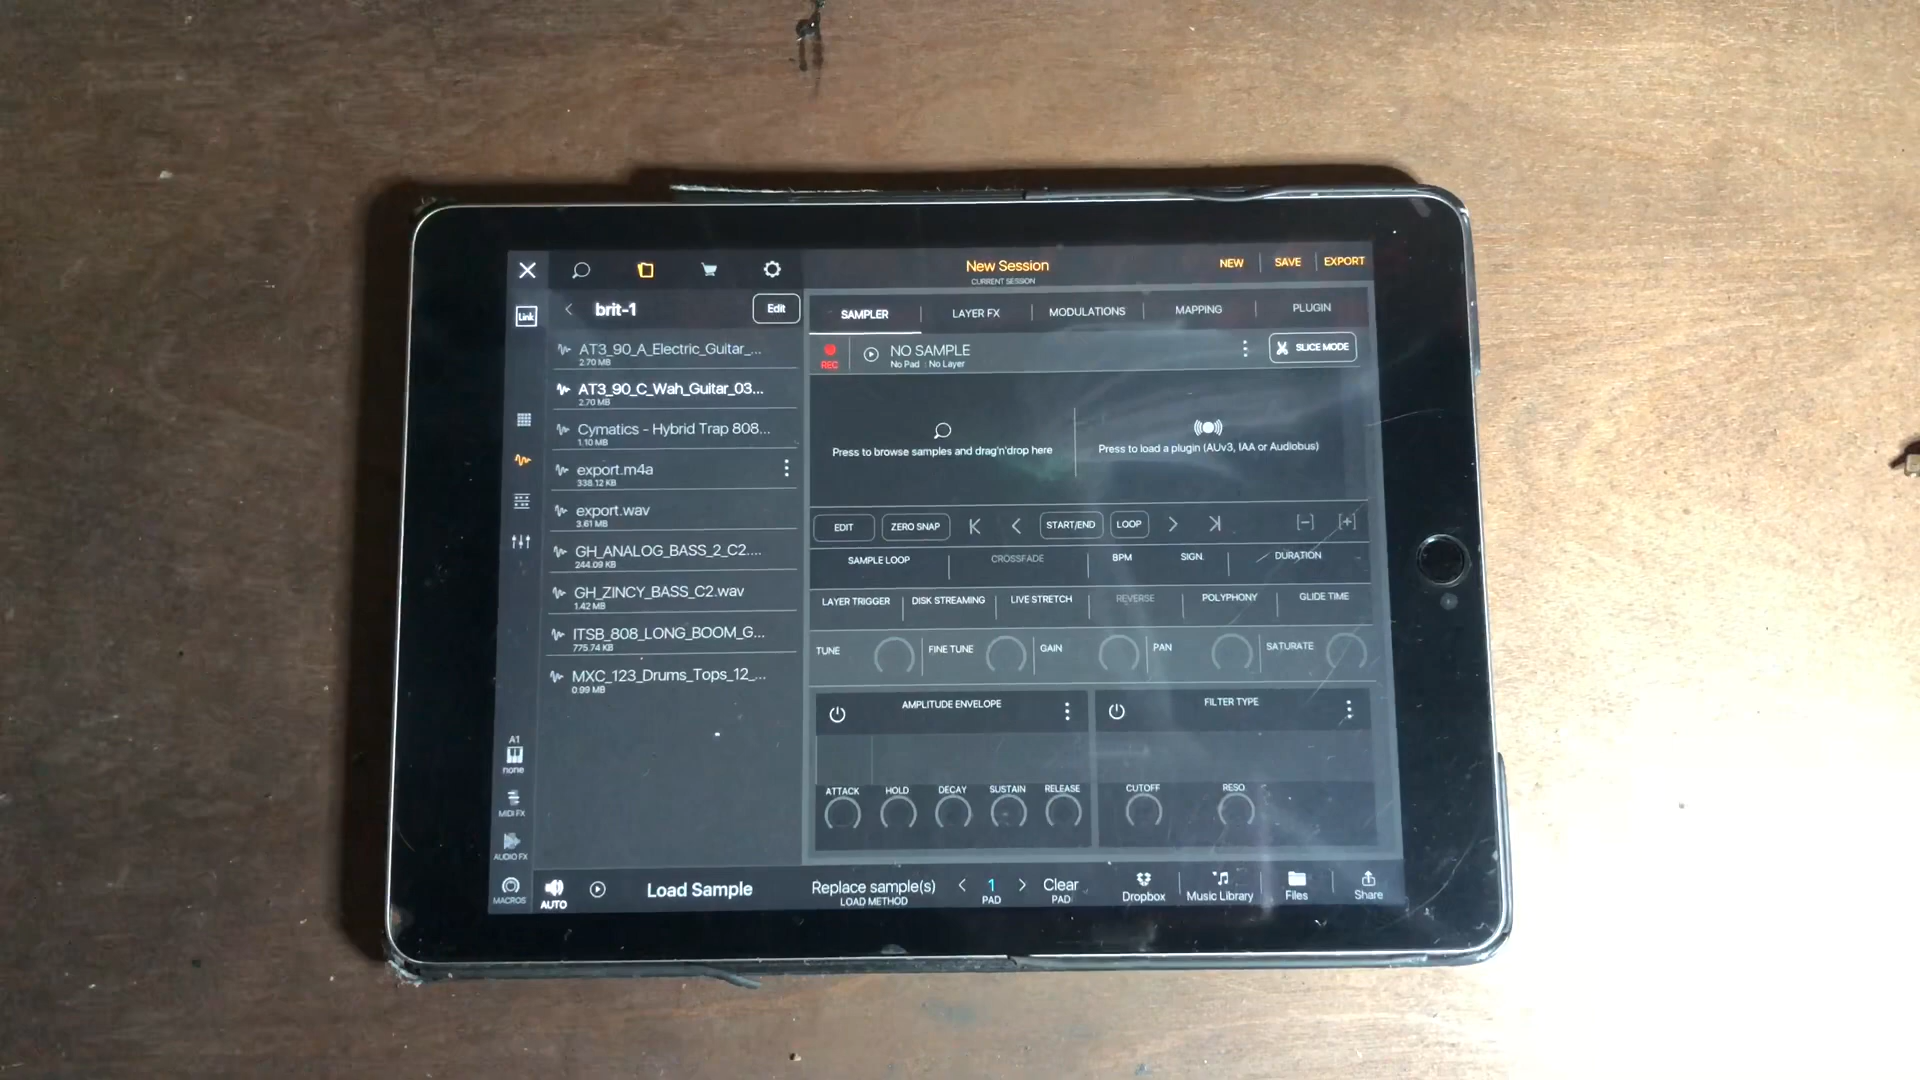 New Session
CURRENT SESSION
NEW
SAVE
EXPORT
Link
brit-1
Edit
SAMPLER
LAYER FX
MODULATIONS
MAPPING
PLUGIN
AT3_90_A_Electric_Guitar_...
2.70 MB
REC
NO SAMPLE
No Pad No Layer
SLICE MODE
AT3_90_C_Wah_Guitar_03...
2.70 MB
Cymatics - Hybrid Trap 808...
1.10 MB
Press to browse samples and drag'n'drop here
Press to load a plugin (AUv3, IAA or Audiobus)
export.m4a
338.12 KB
export.wav
3.61 MB
EDIT
ZERO SNAP
START/END
LOOP
[-]
[+]
GH_ANALOG_BASS_2_C2....
244.09 KB
SAMPLE LOOP
CROSSFADE
BPM
SIGN.
DURATION
GH_ZINCY_BASS_C2.wav
1.42 MB
LAYER TRIGGER
DISK STREAMING
LIVE STRETCH
REVERSE
POLYPHONY
GLIDE TIME
ITSB_808_LONG_BOOM_G...
775.74 KB
TUNE
FINE TUNE
GAIN
PAN
SATURATE
MXC_123_Drums_Tops_12_...
0.99 MB
AMPLITUDE ENVELOPE
FILTER TYPE
A1
none
MIDI FX
AUDIO FX
MACROS
ATTACK
HOLD
DECAY
SUSTAIN
RELEASE
CUTOFF
RESO
AUTO
Load Sample
Replace sample(s)
LOAD METHOD
1
PAD
Clear
PAD
Dropbox
Music Library
Files
Share